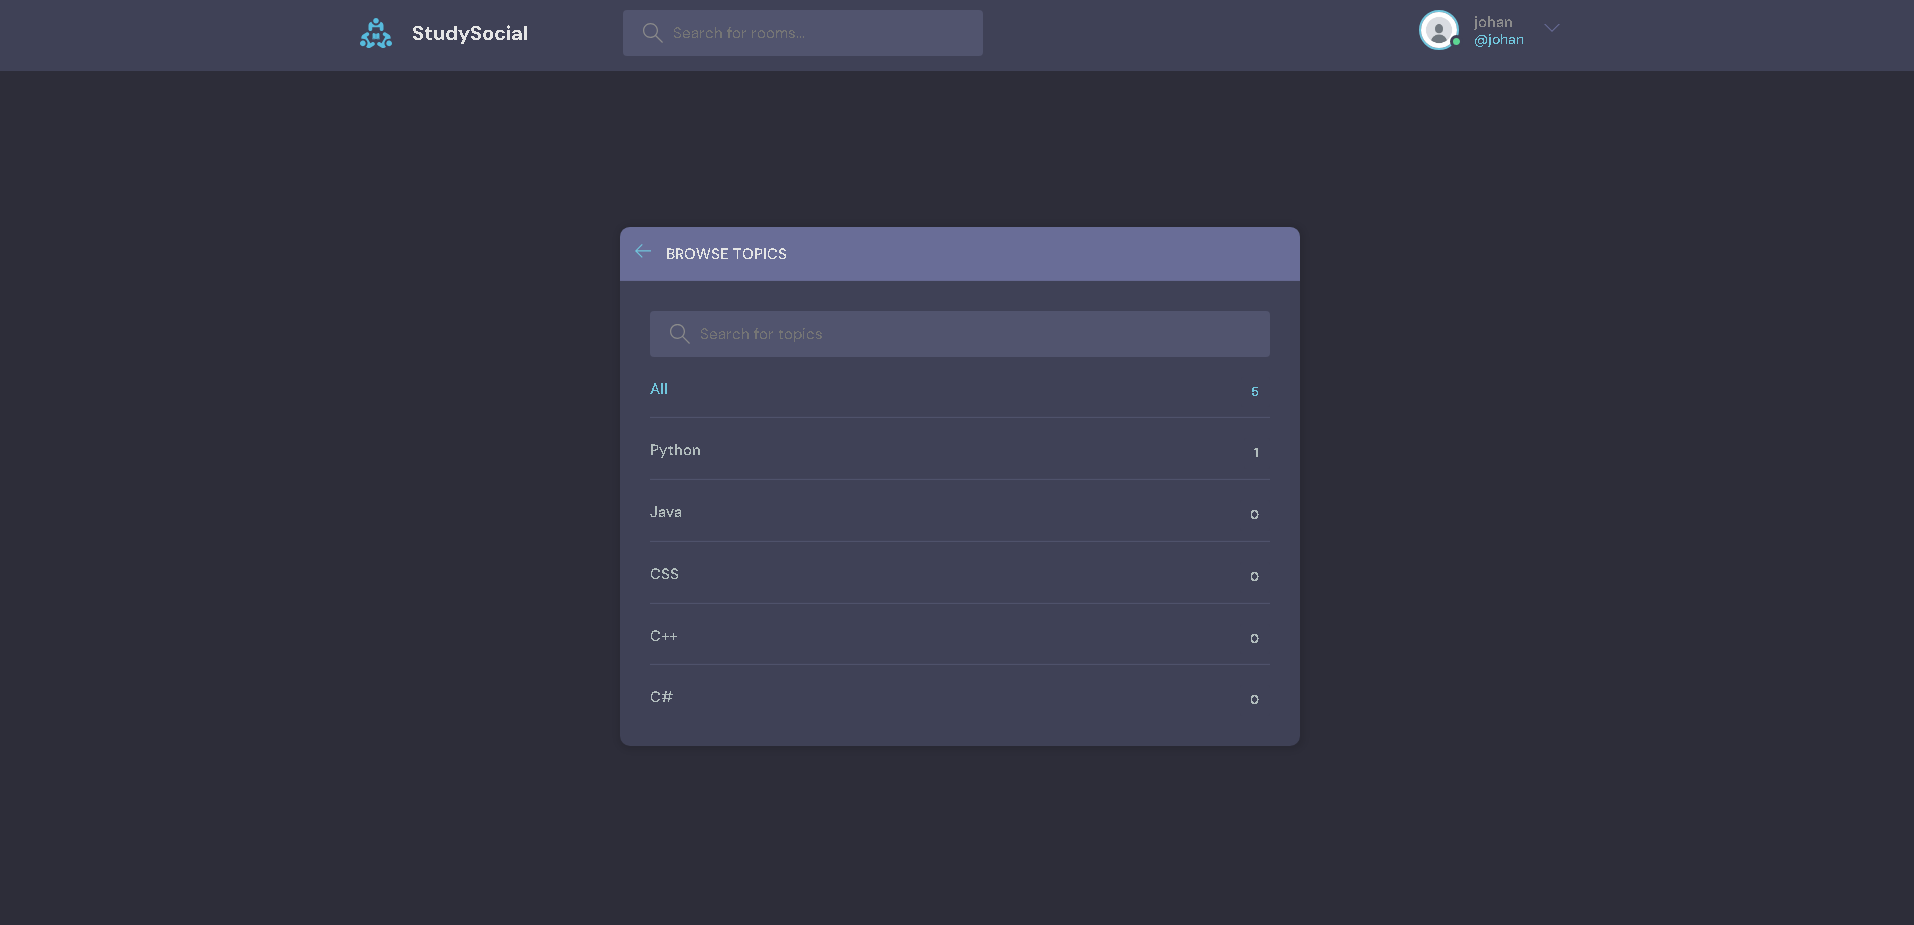 StudySocial
Search for rooms...
johan
@johan
BROWSE TOPICS
Search for topics
All 5
Python 1
Java 0
CSS 0
C++ 0
C# 0